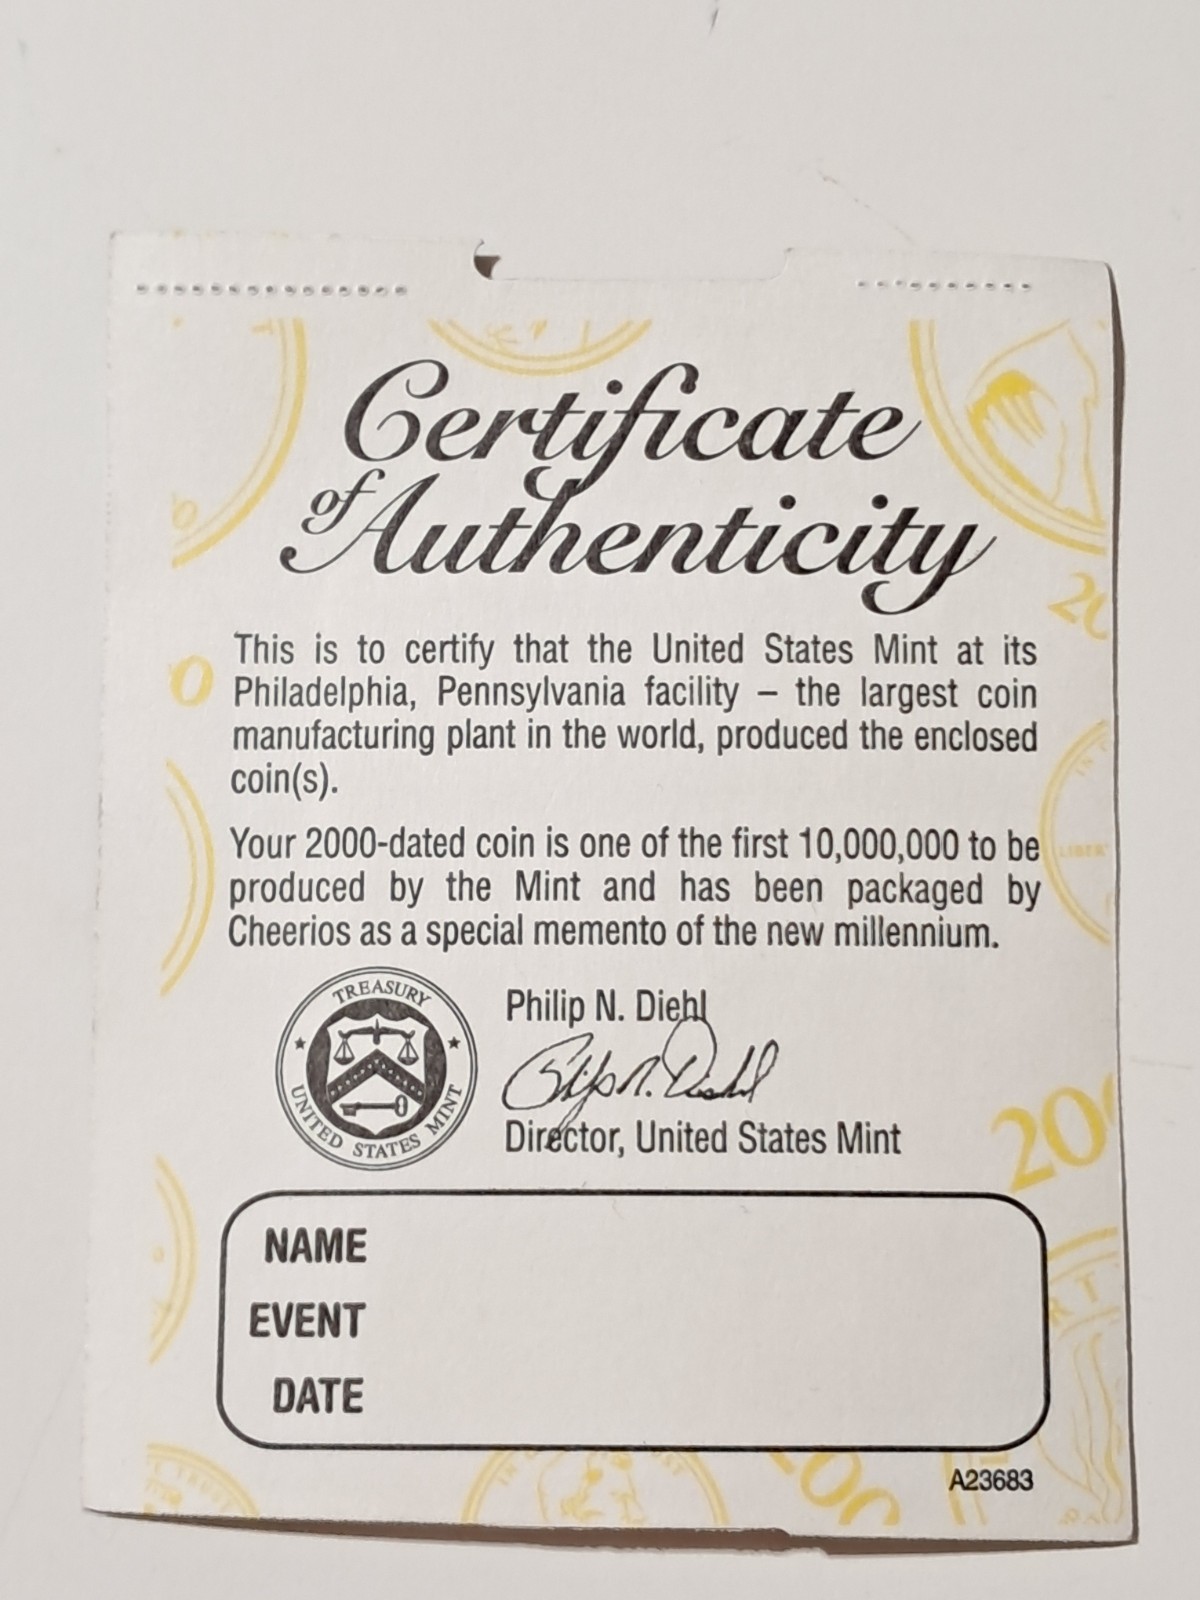 Certificate
of Authenticity
This is to certify that the United States Mint at its
Philadelphia, Pennsylvania facility – the largest coin
manufacturing plant in the world, produced the enclosed
coin(s).
Your 2000-dated coin is one of the first 10,000,000 to be
produced by the Mint and has been packaged by
Cheerios as a special memento of the new millennium.
TREASURY
UNITED STATES MINT
Philip N. Diehl
Philip N. Diehl
Director, United States Mint
NAME
EVENT
DATE
A23683